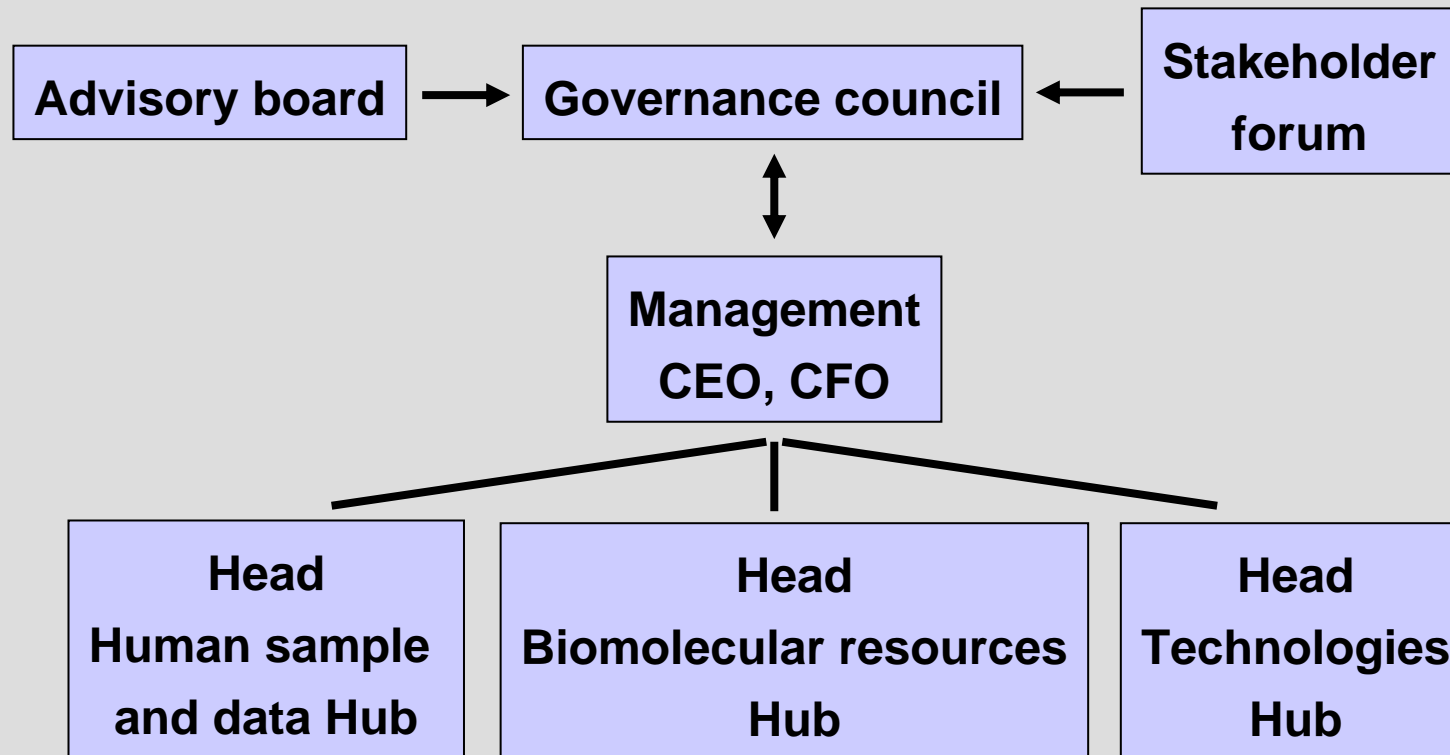 Advisory board
Governance council
Stakeholder
forum
Management
CEO, CFO
Head
Human sample
and data Hub
Head
Biomolecular resources
Hub
Head
Technologies
Hub